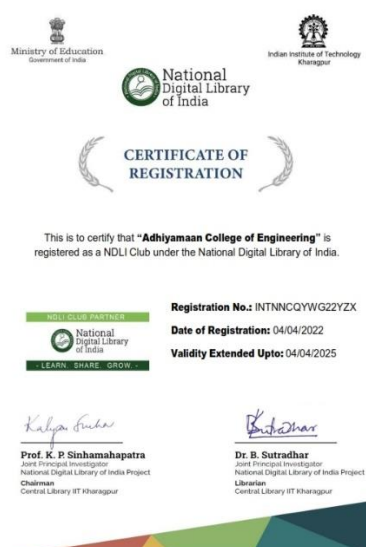 Ministry of Education
Government of India
Indian Institute of Technology
Kharagpur
National
Digital Library
of India
CERTIFICATE OF
REGISTRATION
This is to certify that “Adhiyamaan College of Engineering” is
registered as a NDLI Club under the National Digital Library of India.
NDLI CLUB PARTNER
National
Digital Library
of India
- LEARN. SHARE. GROW. -
Registration No.: INTNNCQYWG22YZX
Date of Registration: 04/04/2022
Validity Extended Upto: 04/04/2025
Prof. K. P. Sinhamahapatra
Joint Principal Investigator
National Digital Library of India Project
Chairman
Central Library IIT Kharagpur
Dr. B. Sutradhar
Joint Principal Investigator
National Digital Library of India Project
Librarian
Central Library IIT Kharagpur